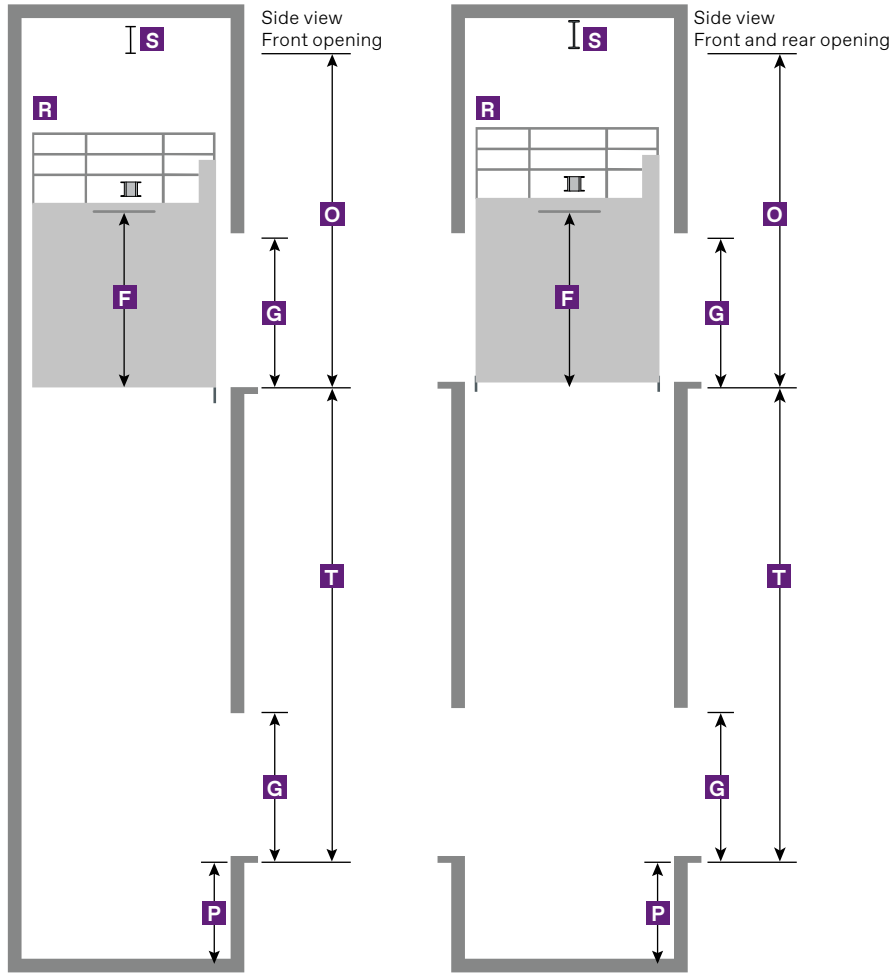 Side view
Front opening
S
R
O
F
G
T
G
P
Side view
Front and rear opening
S
R
O
F
G
T
G
P